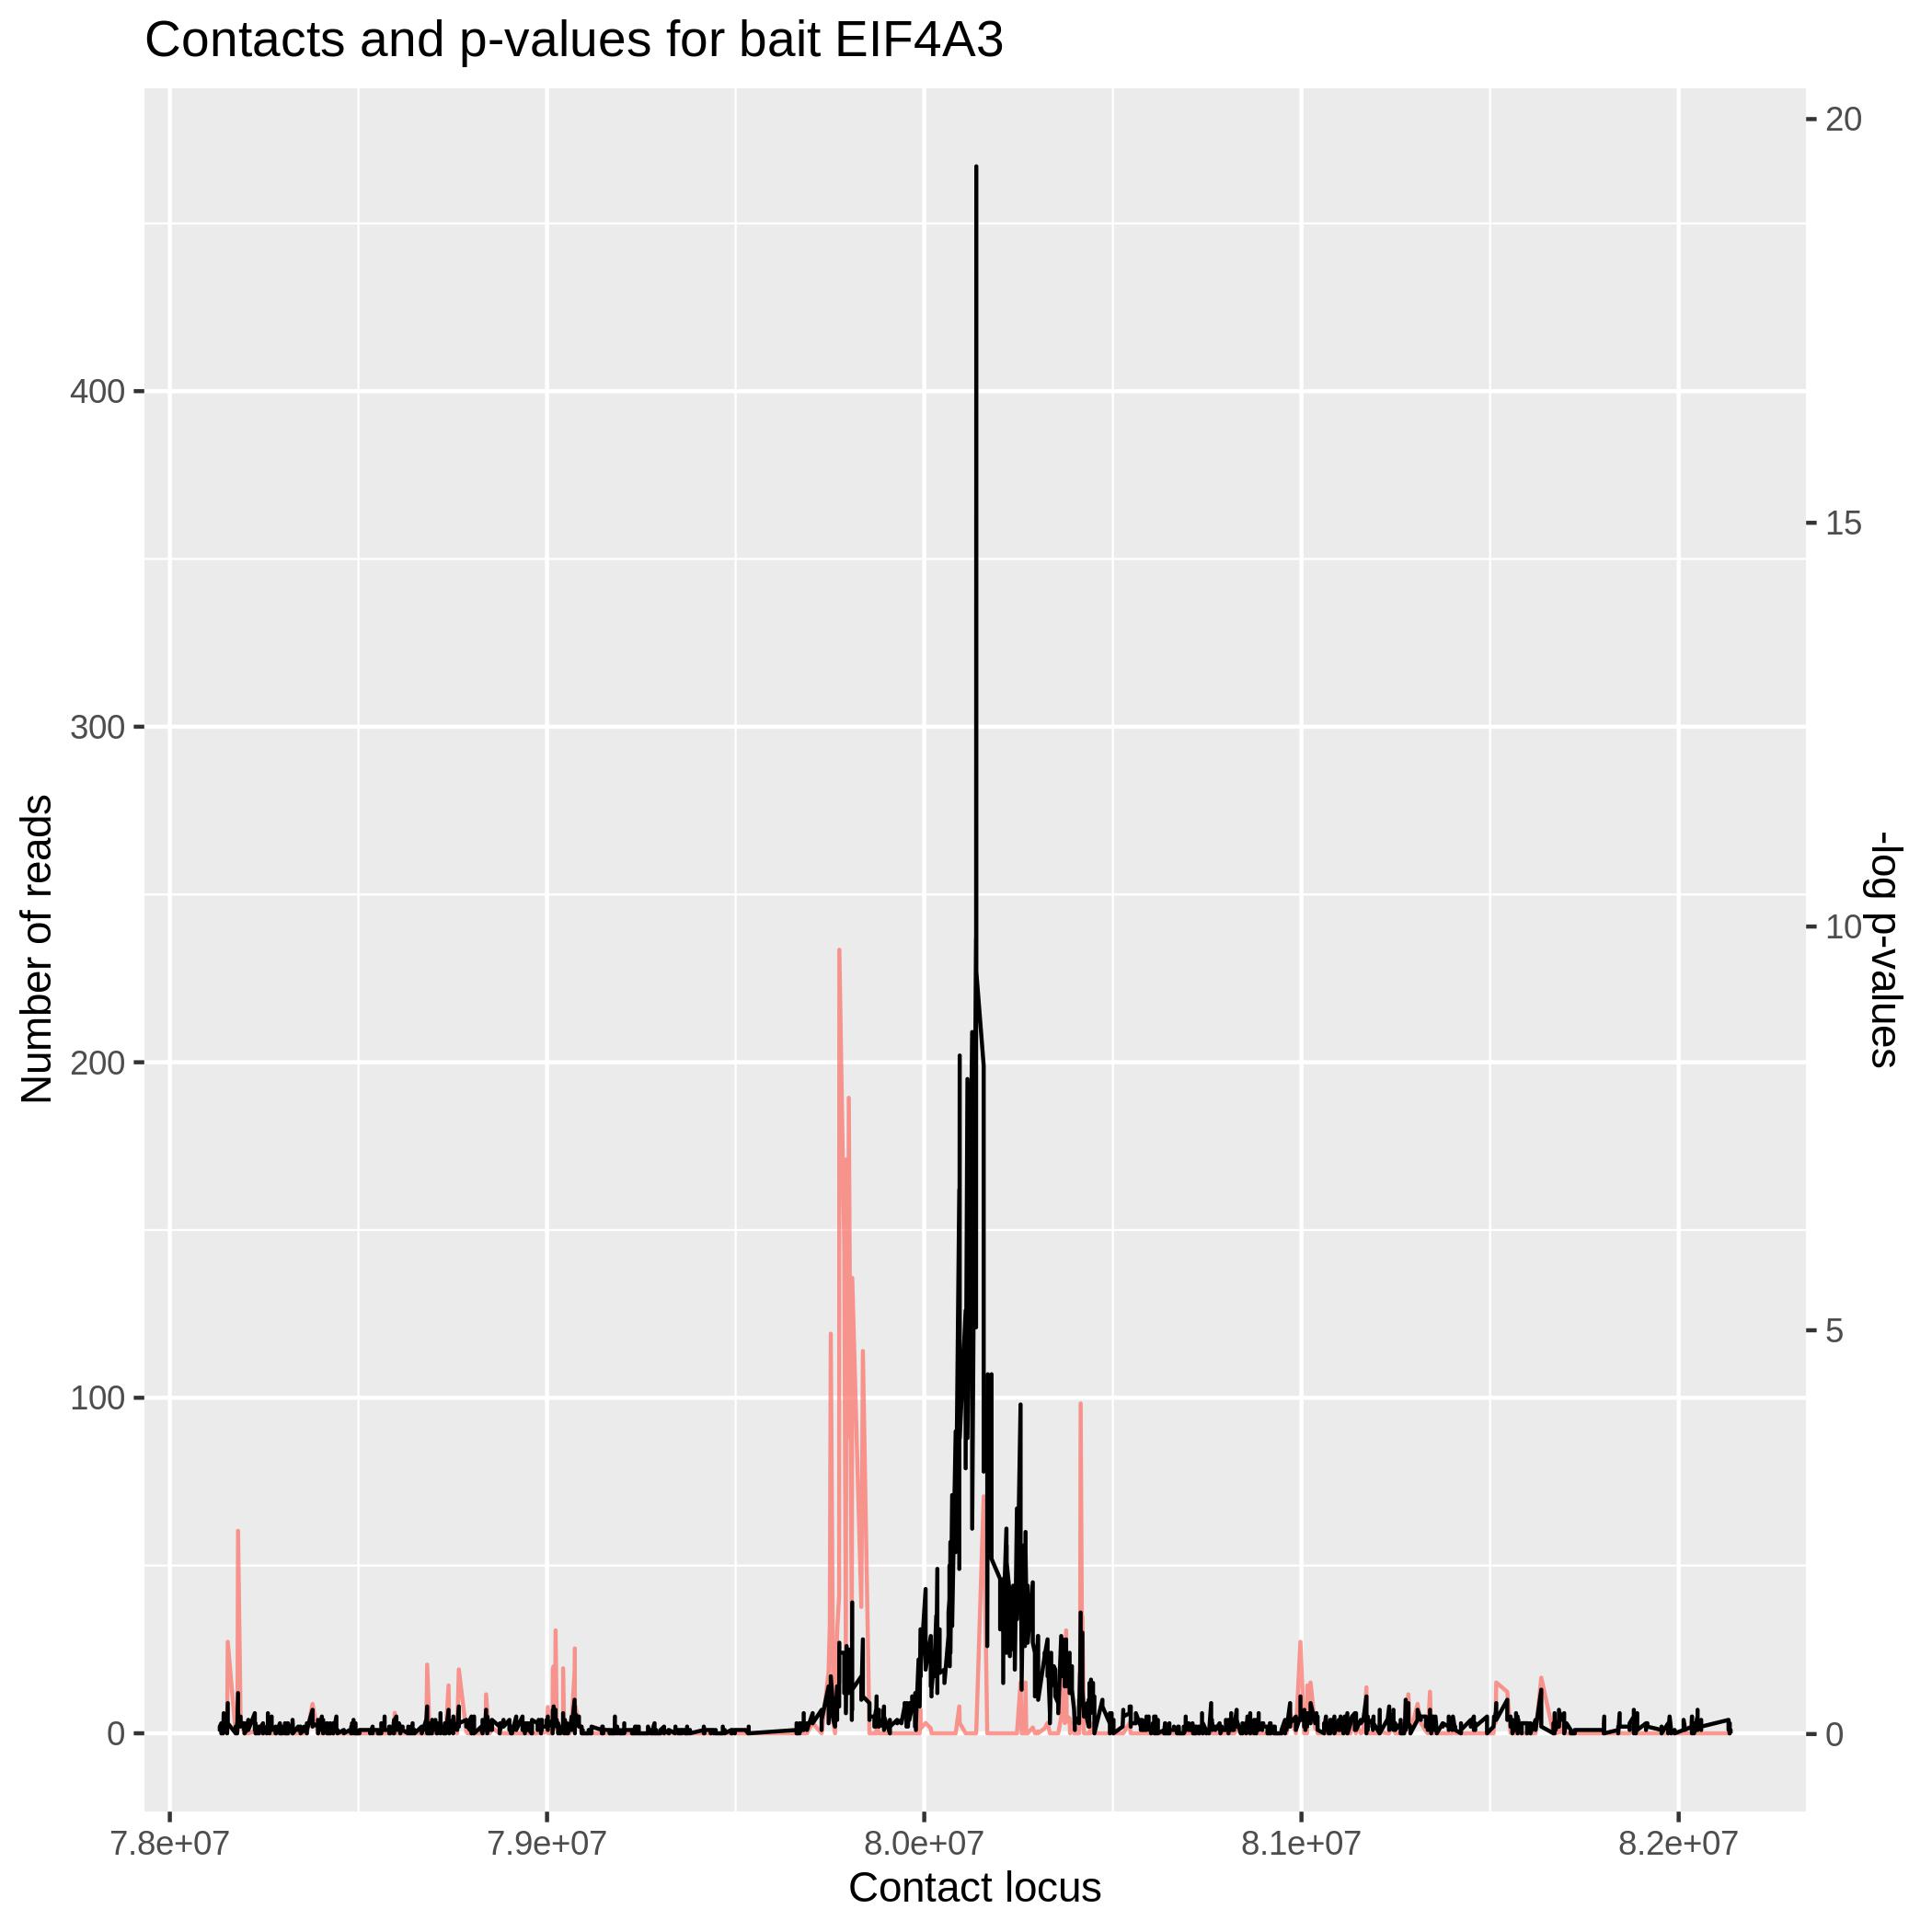 Contacts and p-values for bait EIF4A3
Number of reads
400
300
200
100
0
20
15
10
5
0
-log p-values
7.8e+07
7.9e+07
8.0e+07
8.1e+07
8.2e+07
Contact locus